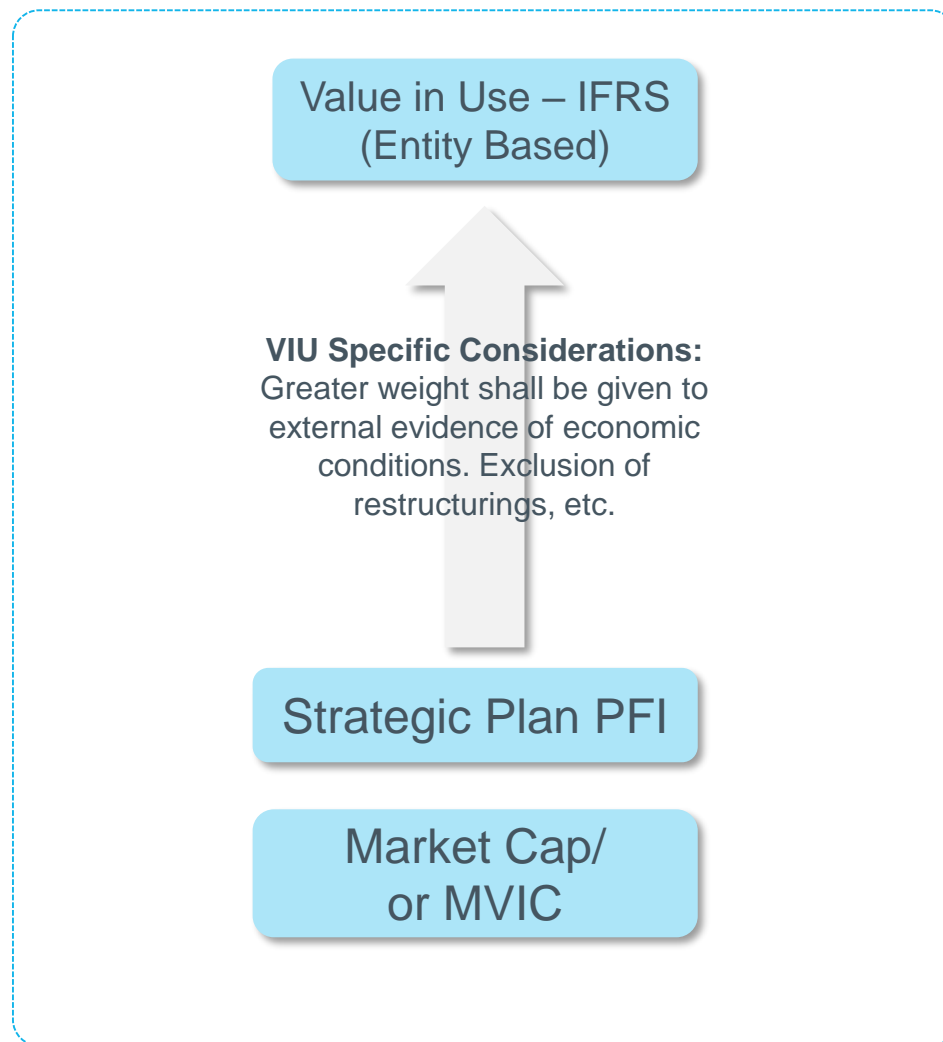 Value in Use – IFRS
(Entity Based)
VIU Specific Considerations:
Greater weight shall be given to
external evidence of economic
conditions. Exclusion of
restructurings, etc.
Strategic Plan PFI
Market Cap/
or MVIC